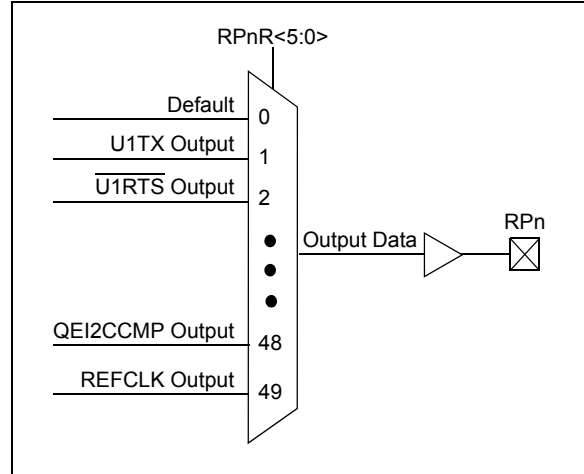 RPnR<5:0>
Default
0
U1TX Output
1
U1RTS Output
2
Output Data
RPn
QEI2CCMP Output
48
REFCLK Output
49